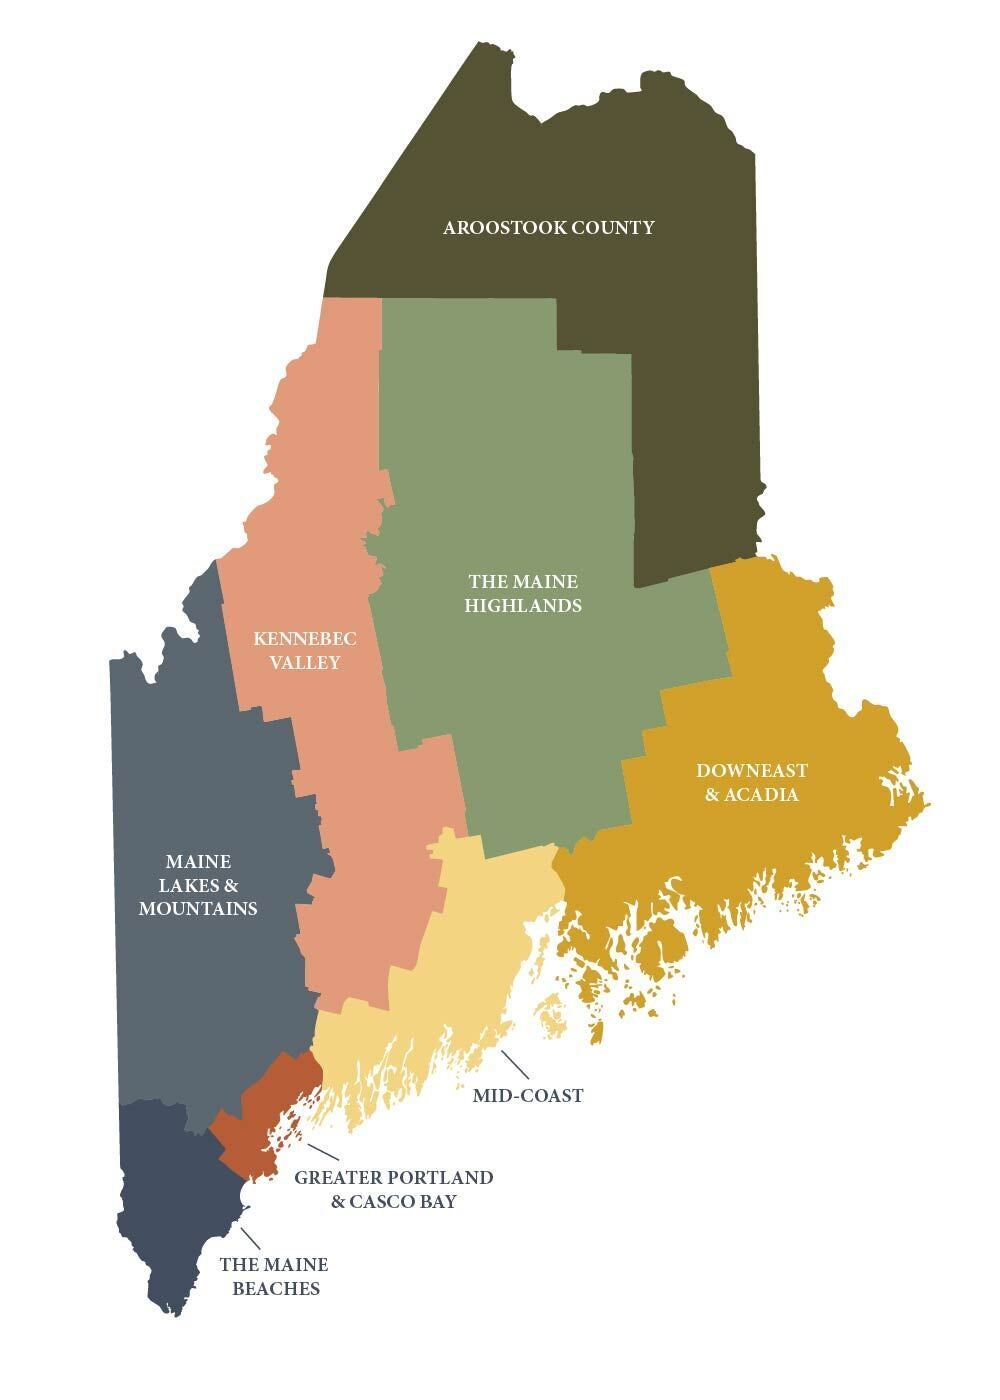 AROOSTOOK COUNTY
THE MAINE
HIGHLANDS
KENNEBEC
VALLEY
DOWNEAST
& ACADIA
MAINE
LAKES &
MOUNTAINS
MID-COAST
GREATER PORTLAND
& CASCO BAY
THE MAINE
BEACHES